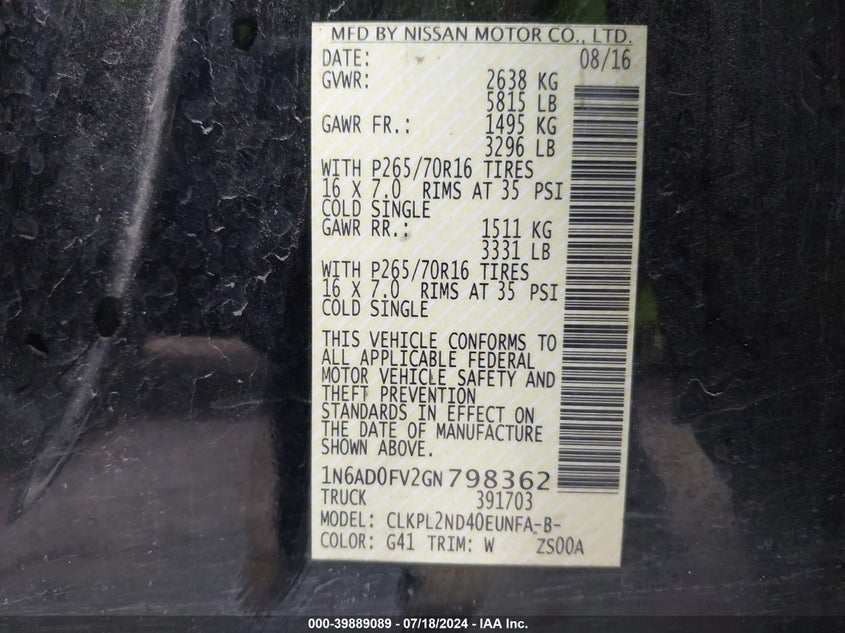 MFD BY NISSAN MOTOR CO., LTD.
DATE: 08/16
GVWR: 2638 KG
5815 LB
GAWR FR.: 1495 KG
3296 LB
WITH P265/70R16 TIRES
16 X 7.0 RIMS AT 35 PSI
COLD SINGLE
GAWR RR.: 1511 KG
3331 LB
WITH P265/70R16 TIRES
16 X 7.0 RIMS AT 35 PSI
COLD SINGLE
THIS VEHICLE CONFORMS TO
ALL APPLICABLE FEDERAL
MOTOR VEHICLE SAFETY AND
THEFT PREVENTION
STANDARDS IN EFFECT ON
THE DATE OF MANUFACTURE
SHOWN ABOVE.
1N6AD0FV2GN798362
TRUCK 391703
MODEL: CLKPL2ND40EUNFA-B-
COLOR: G41 TRIM: W ZS00A
000-39889089 - 07/18/2024 - IAA Inc.